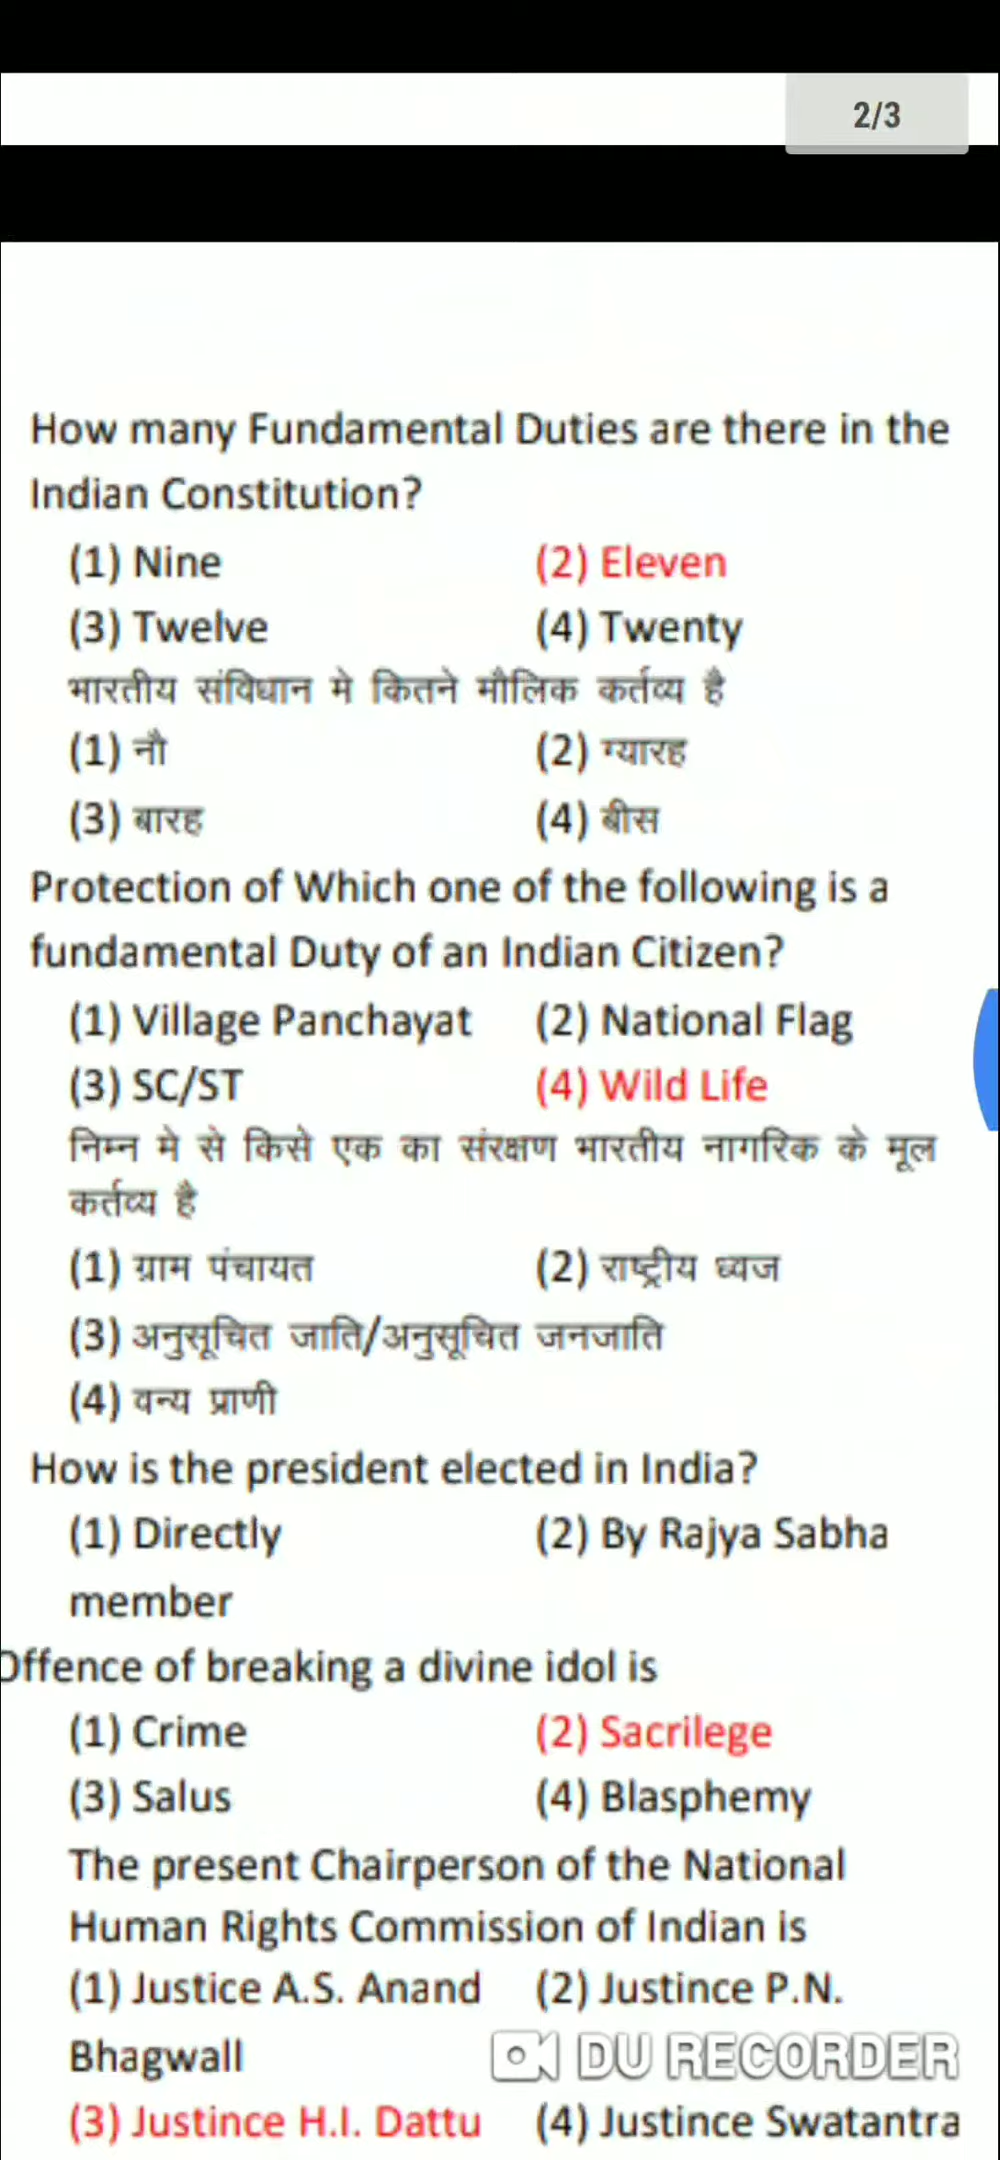 2/3
How many Fundamental Duties are there in the
Indian Constitution?
(1) Nine (2) Eleven
(3) Twelve (4) Twenty
भारतीय संविधान मे कितने मौलिक कर्तव्य है
(1) नौ (2) ग्यारह
(3) बारह (4) बीस
Protection of Which one of the following is a
fundamental Duty of an Indian Citizen?
(1) Village Panchayat (2) National Flag
(3) SC/ST (4) Wild Life
निम्न मे से किसे एक का संरक्षण भारतीय नागरिक के मूल
कर्तव्य है
(1) ग्राम पंचायत (2) राष्ट्रीय ध्वज
(3) अनुसूचित जाति/अनुसूचित जनजाति
(4) वन्य प्राणी
How is the president elected in India?
(1) Directly (2) By Rajya Sabha
member
Offence of breaking a divine idol is
(1) Crime (2) Sacrilege
(3) Salus (4) Blasphemy
The present Chairperson of the National
Human Rights Commission of Indian is
(1) Justice A.S. Anand (2) Justince P.N.
Bhagwall
DU RECORDER
(3) Justince H.I. Dattu (4) Justince Swatantra